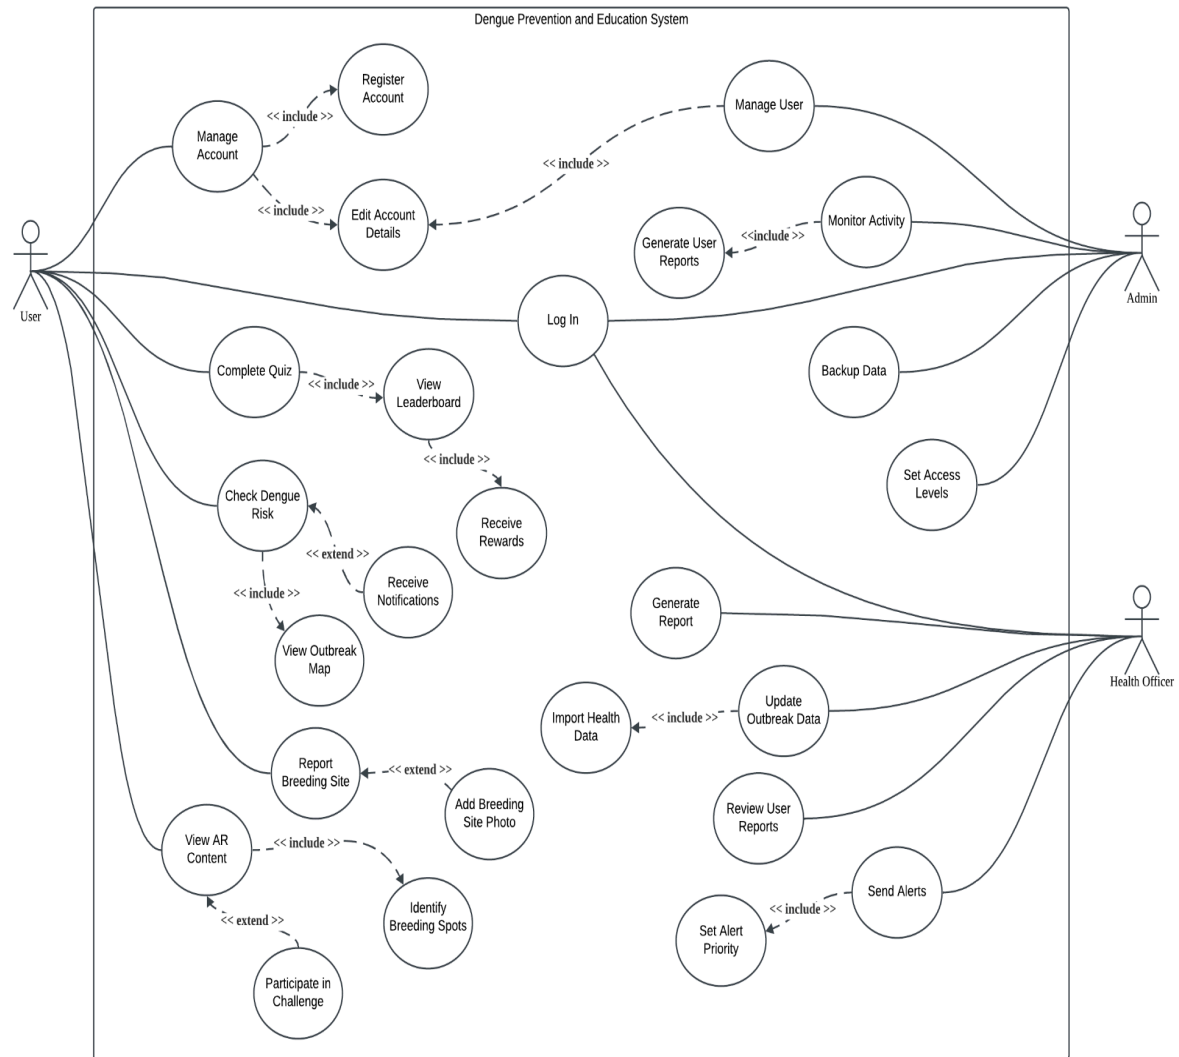 Dengue Prevention and Education System
Register
Account
<< include >>
Manage
Account
Manage User
<< include >>
<< include >>
Edit Account
Details
Monitor Activity
<<include >>
Generate User
Reports
User
Admin
Log In
Complete Quiz
<< include >>
View
Leaderboard
Backup Data
<< include >>
Set Access
Levels
Check Dengue
Risk
Receive
Rewards
<< extend >>
Receive
Notifications
<< include >>
View Outbreak
Map
Generate
Report
Health Officer
Update
Outbreak Data
<< include >>
Import Health
Data
Report
Breeding Site
<< extend >>
Add Breeding
Site Photo
Review User
Reports
View AR
Content
<< include >>
Identify
Breeding Spots
Send Alerts
<< include >>
Set Alert
Priority
<< extend >>
Participate in
Challenge